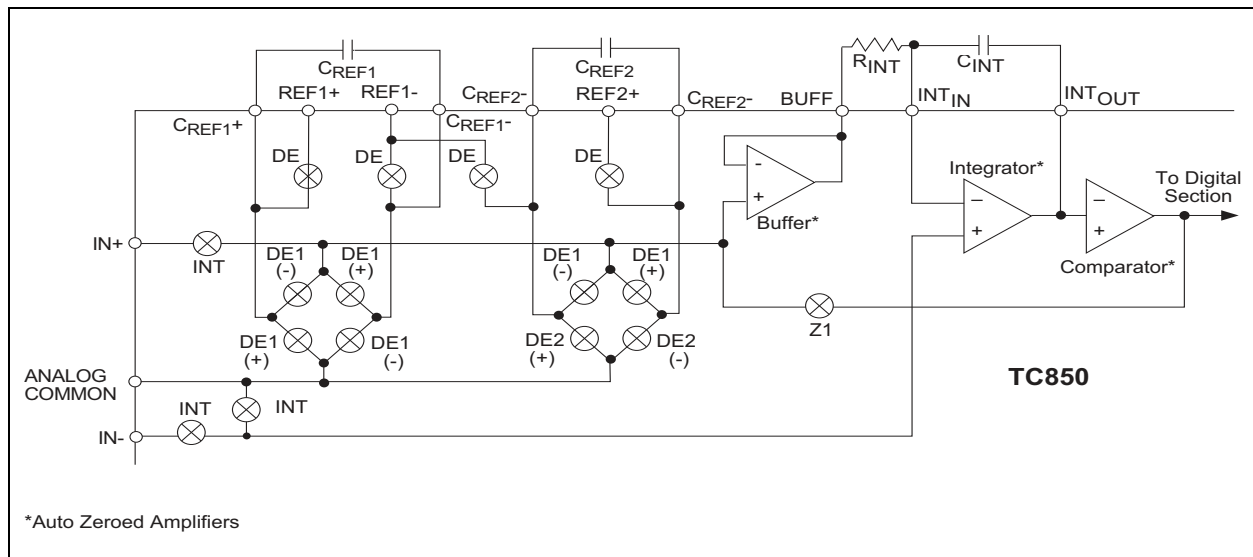 CREF1
CREF2
RINT
CINT
REF1+
REF1-
CREF2-
REF2+
CREF2-
BUFF
INTIN
INTOUT
CREF1+
CREF1-
DE
DE
DE
DE
-
+
Buffer*
Integrator*
–
+
–
+
Comparator*
To Digital
Section
IN+
INT
DE1
(-)
DE1
(+)
DE1
(-)
DE1
(+)
DE1
(+)
DE1
(-)
DE2
(+)
DE2
(-)
Z1
ANALOG
COMMON
TC850
INT
INT
IN-
*Auto Zeroed Amplifiers